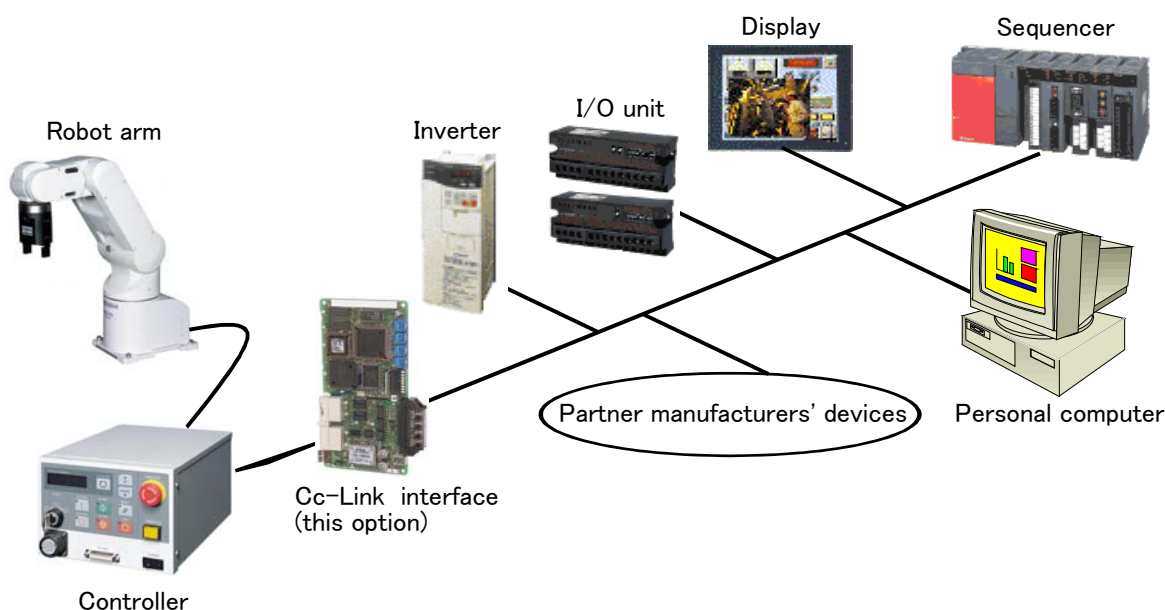 Display
Sequencer
I/O unit
Inverter
Robot arm
Partner manufacturers' devices
Personal computer
Cc-Link interface
(this option)
Controller